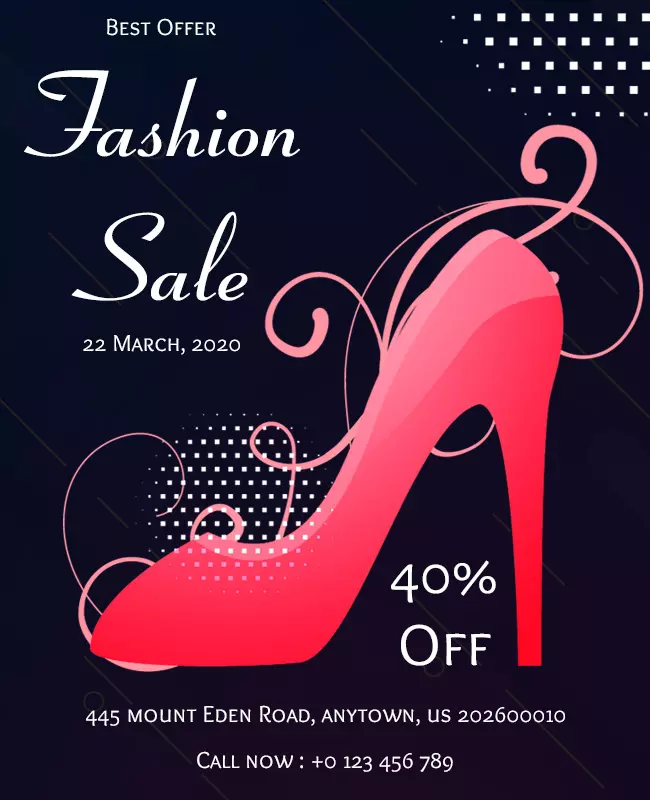 Best Offer
Fashion
Sale
22 March, 2020
40%
Off
445 mount Eden Road, anytown, us 202600010
Call now : +0 123 456 789